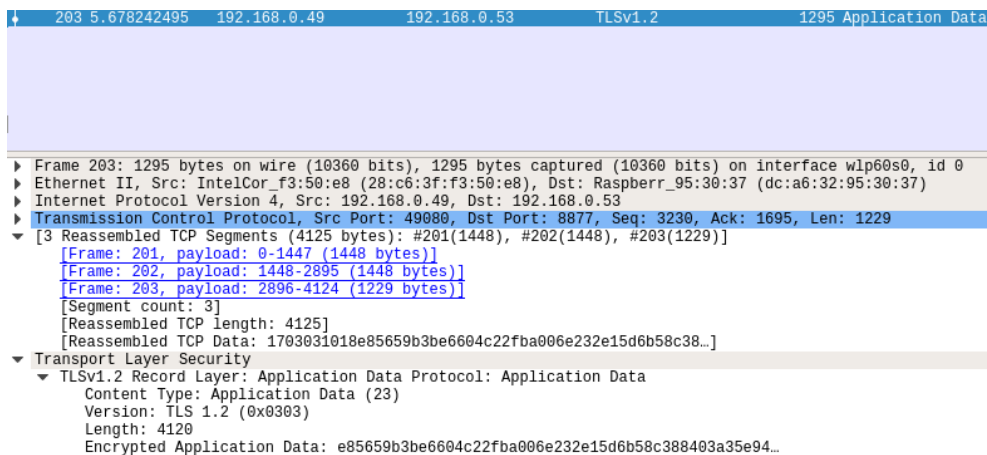 203 5.678242495 192.168.0.49 192.168.0.53 TLSv1.2 1295 Application Data
Frame 203: 1295 bytes on wire (10360 bits), 1295 bytes captured (10360 bits) on interface wlp60s0, id 0
Ethernet II, Src: IntelCor_f3:50:e8 (28:c6:3f:f3:50:e8), Dst: Raspberr_95:30:37 (dc:a6:32:95:30:37)
Internet Protocol Version 4, Src: 192.168.0.49, Dst: 192.168.0.53
Transmission Control Protocol, Src Port: 49080, Dst Port: 8877, Seq: 3230, Ack: 1695, Len: 1229
[3 Reassembled TCP Segments (4125 bytes): #201(1448), #202(1448), #203(1229)]
[Frame: 201, payload: 0-1447 (1448 bytes)]
[Frame: 202, payload: 1448-2895 (1448 bytes)]
[Frame: 203, payload: 2896-4124 (1229 bytes)]
[Segment count: 3]
[Reassembled TCP length: 4125]
[Reassembled TCP Data: 1703031018e85659b3be6604c22fba006e232e15d6b58c38…]
Transport Layer Security
TLSv1.2 Record Layer: Application Data Protocol: Application Data
Content Type: Application Data (23)
Version: TLS 1.2 (0x0303)
Length: 4120
Encrypted Application Data: e85659b3be6604c22fba006e232e15d6b58c388403a35e94…